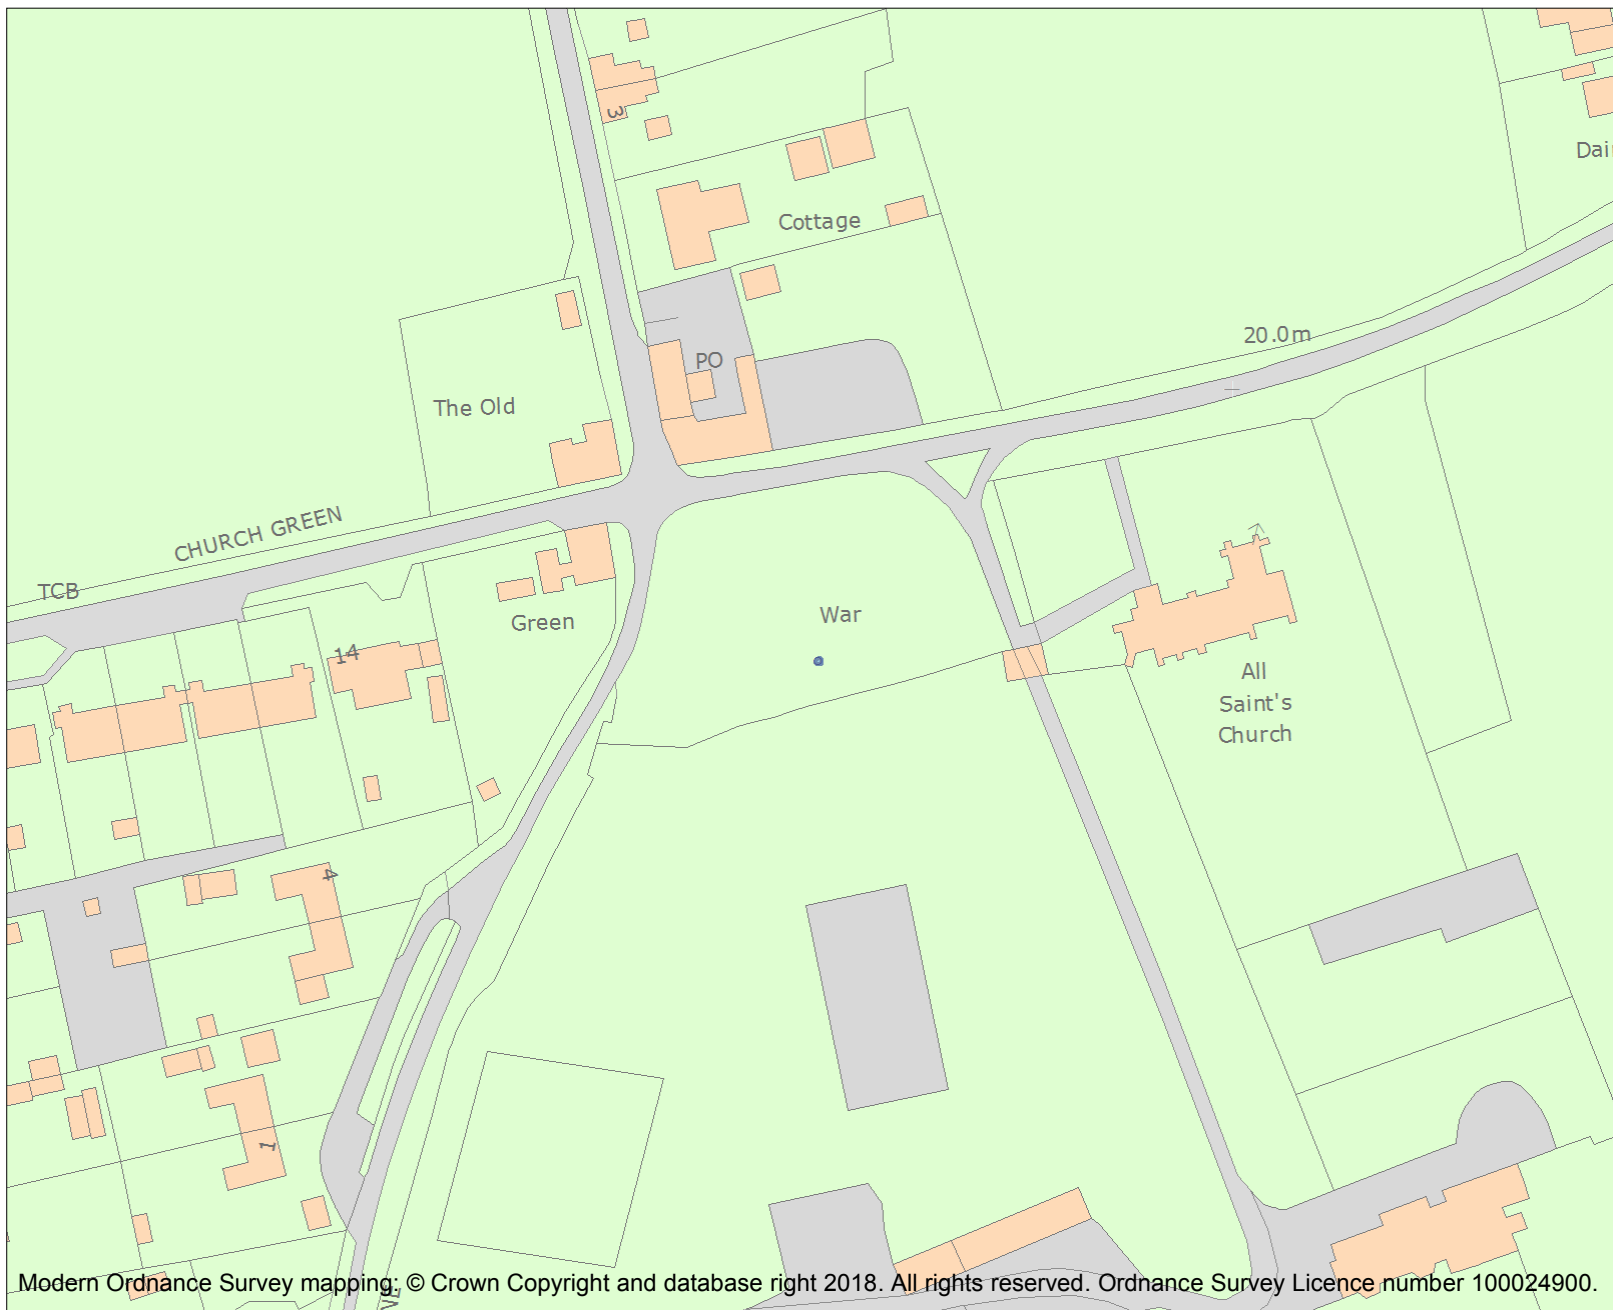 3
Dai
Cottage
20.0m
PO
The Old
CHURCH GREEN
TCB
War
Green
14
All
Saint's
Church
4
1
Modern Ordnance Survey mapping: © Crown Copyright and database right 2018. All rights reserved. Ordnance Survey Licence number 100024900.